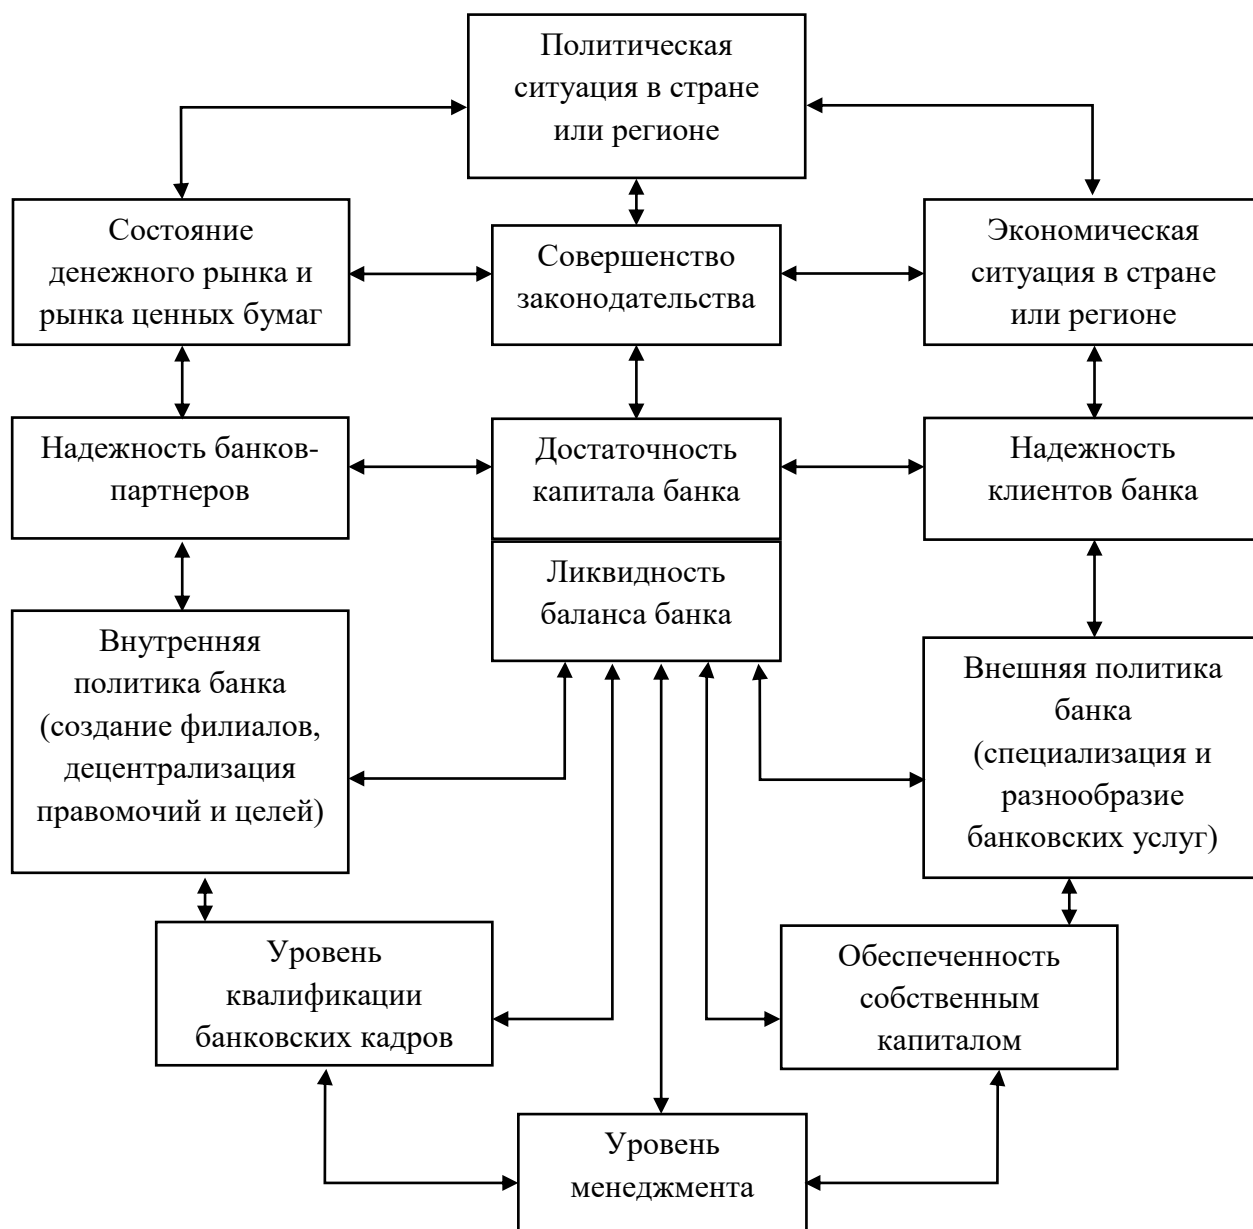 Политическая
ситуация в стране
или регионе
Состояние
денежного рынка и
рынка ценных бумаг
Совершенство
законодательства
Экономическая
ситуация в стране
или регионе
Надежность банков-
партнеров
Достаточность
капитала банка
Надежность
клиентов банка
Ликвидность
баланса банка
Внутренняя
политика банка
(создание филиалов,
децентрализация
правомочий и целей)
Внешняя политика
банка
(специализация и
разнообразие
банковских услуг)
Уровень
квалификации
банковских кадров
Обеспеченность
собственным
капиталом
Уровень
менеджмента